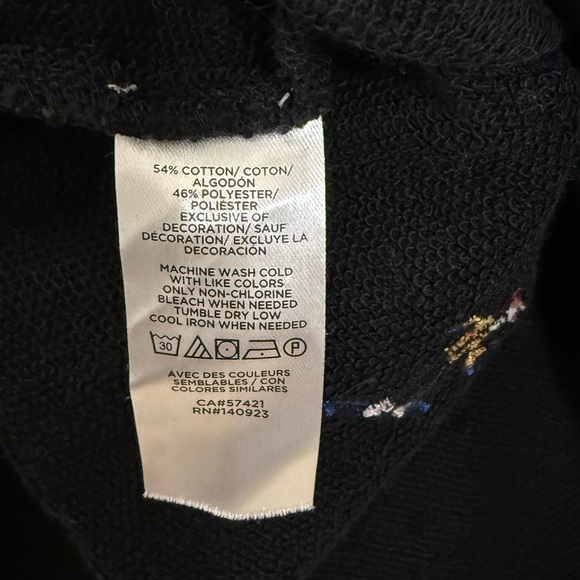 54% COTTON/ COTON/
ALGODÓN
46% POLYESTER/
POLIÉSTER
EXCLUSIVE OF
DECORATION/ SAUF
DÉCORATION/ EXCLUYE LA
DECORACIÓN
MACHINE WASH COLD
WITH LIKE COLORS
ONLY NON-CHLORINE
BLEACH WHEN NEEDED
TUMBLE DRY LOW
COOL IRON WHEN NEEDED
30 P
AVEC DES COULEURS
SEMBLABLES / CON
COLORES SIMILARES
CA#57421
RN#140923